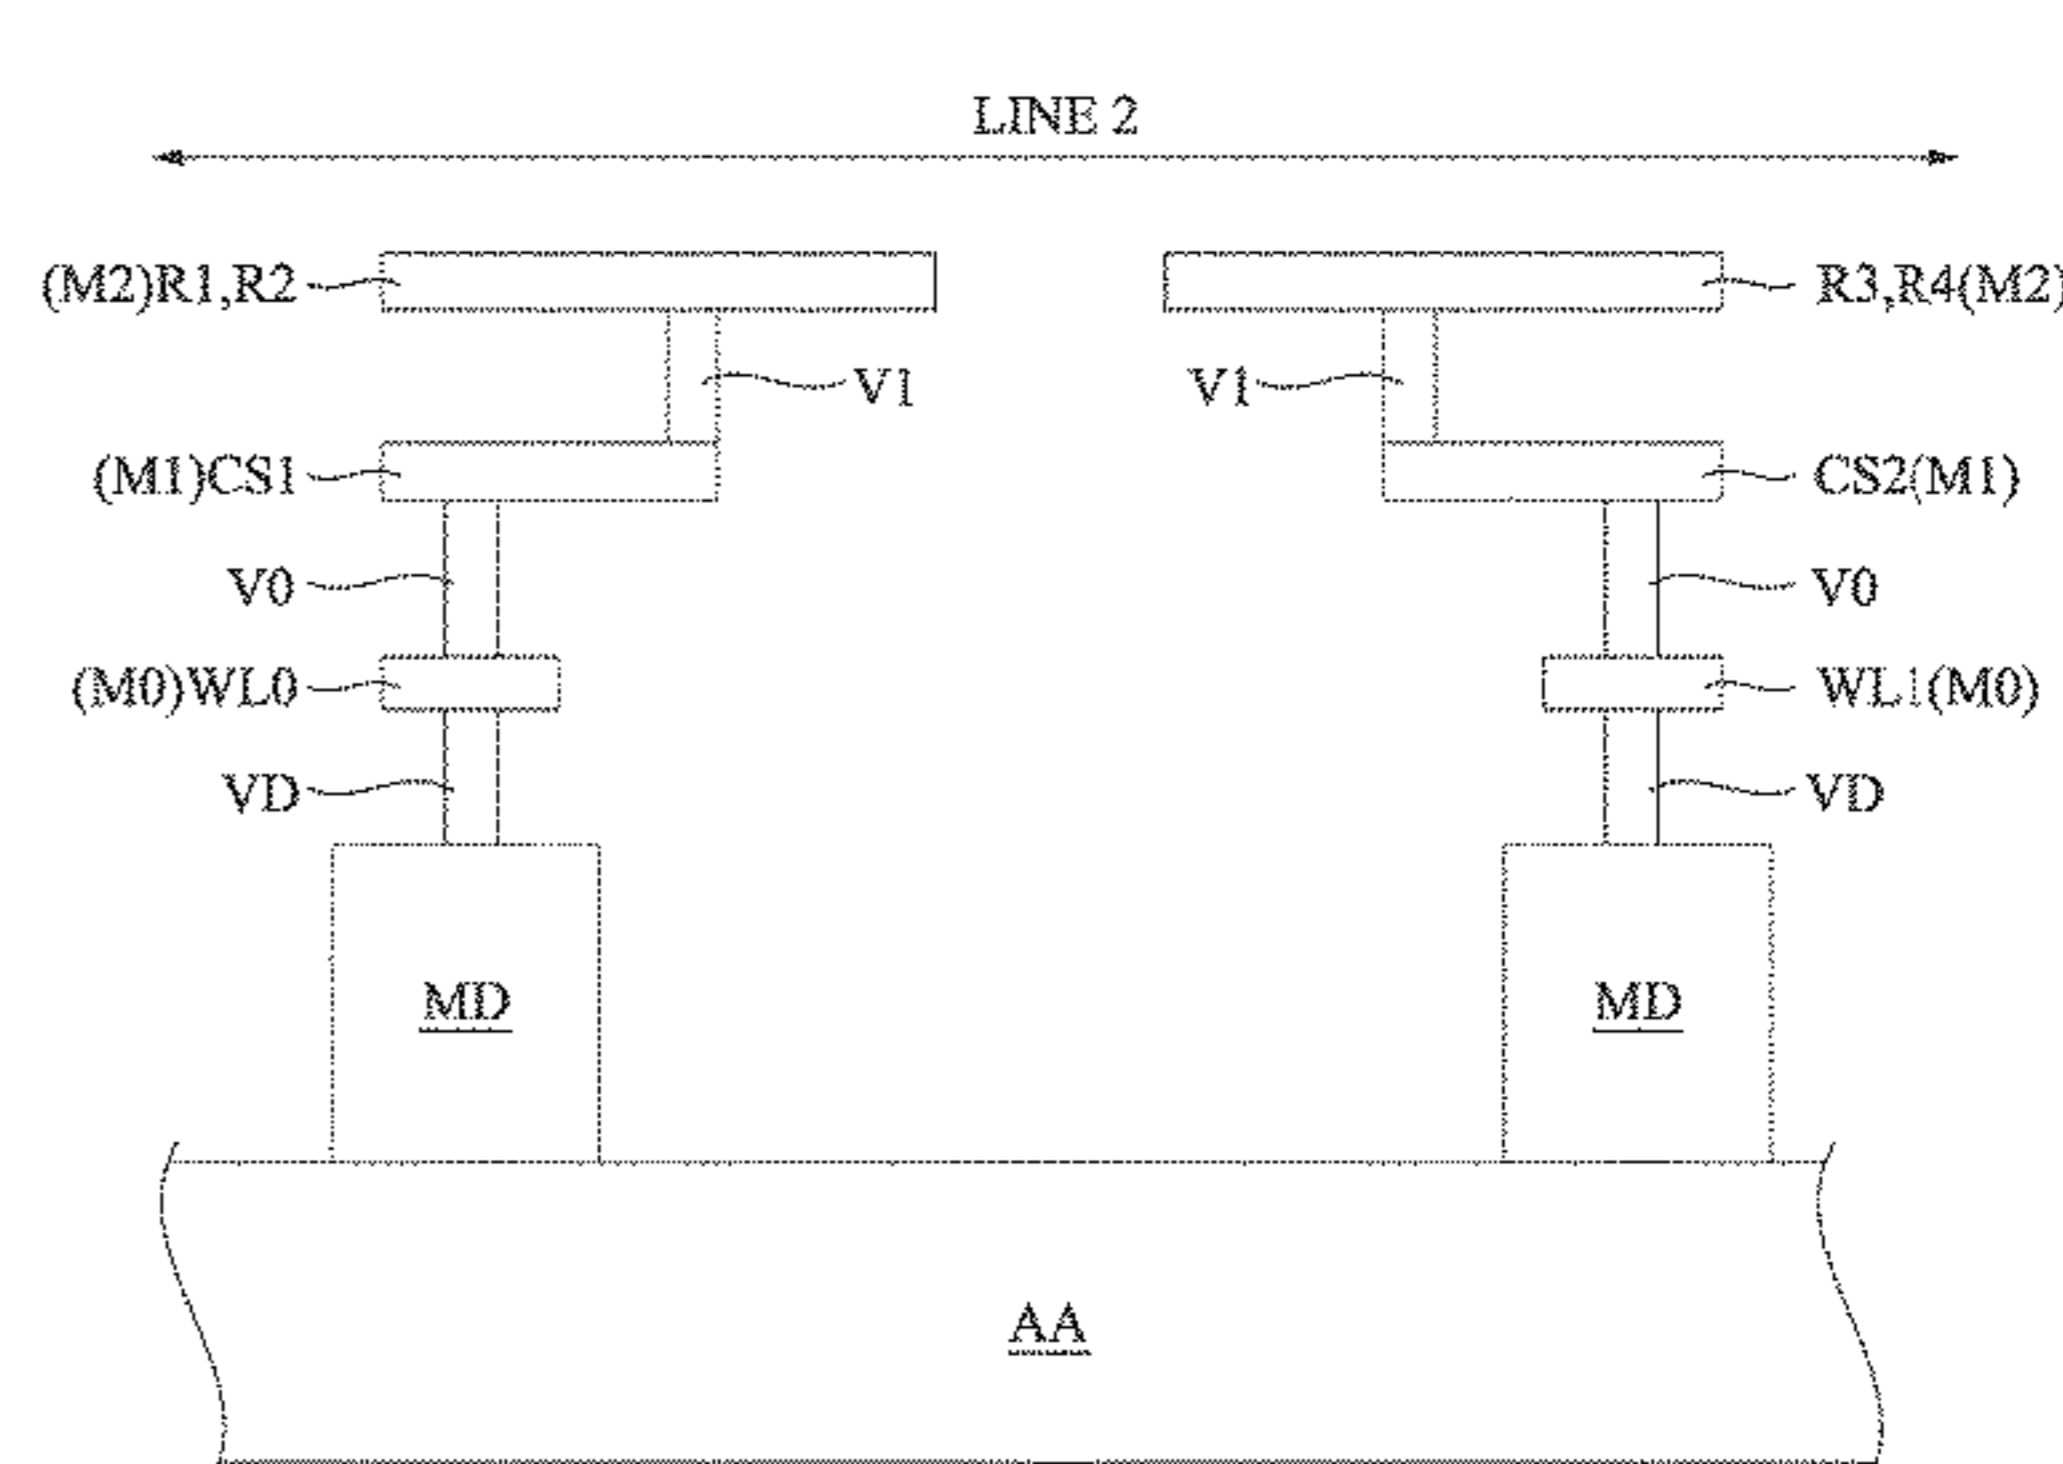 LINE 2
(M2)R1,R2
R3,R4(M2)
V1
V1
(M1)CS1
CS2(M1)
V0
V0
(M0)WL0
WL1(M0)
VD
VD
MD
MD
AA